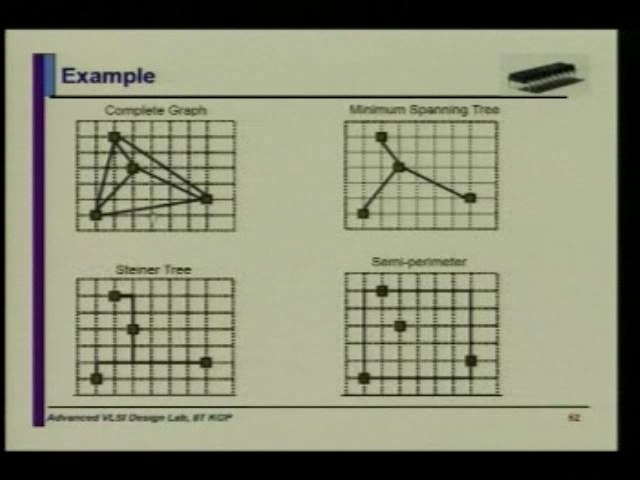 Example
Complete Graph
Minimum Spanning Tree
Steiner Tree
Semi-perimeter
Advanced VLSI Design Lab, IIT KGP
52